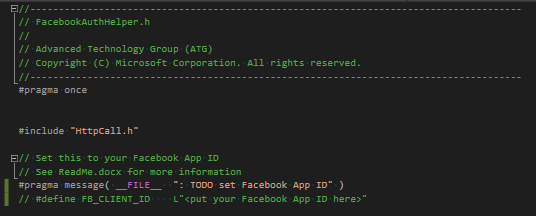 //--------------------------------------------------------------------------------------
// FacebookAuthHelper.h
//
// Advanced Technology Group (ATG)
// Copyright (C) Microsoft Corporation. All rights reserved.
//--------------------------------------------------------------------------------------
#pragma once
#include "HttpCall.h"
// Set this to your Facebook App ID
// See ReadMe.docx for more information
#pragma message( __FILE__  ": TODO set Facebook App ID" )
// #define FB_CLIENT_ID    L"<put your Facebook App ID here>"